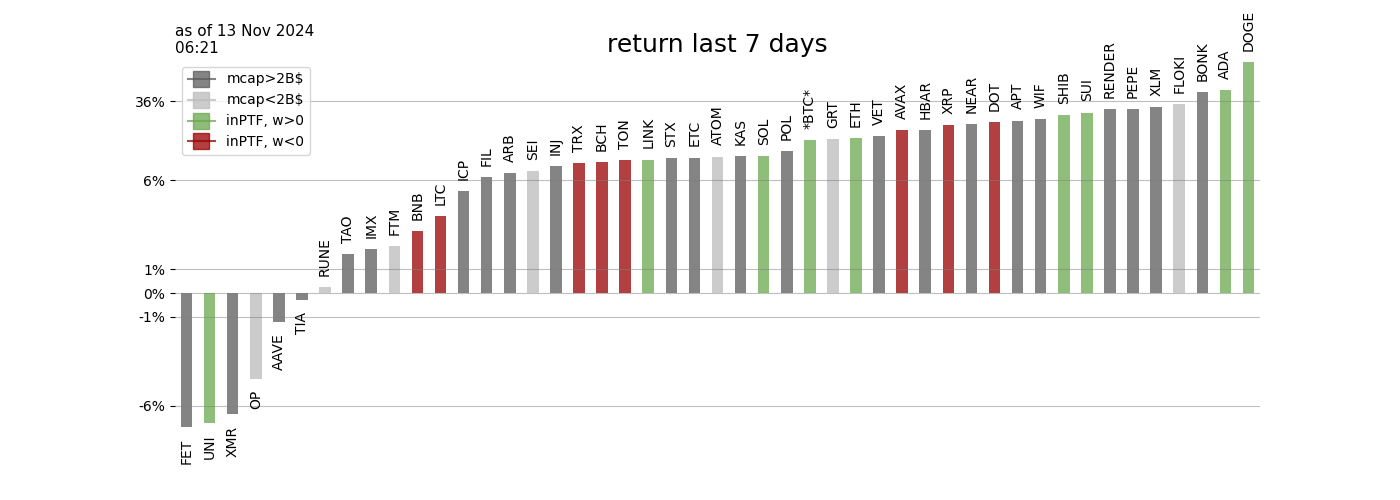 as of 13 Nov 2024
06:21
return last 7 days
mcap>2B$
mcap<2B$
inPTF, w>0
inPTF, w<0
36%
6%
1%
0%
-1%
-6%
FET
UNI
XMR
OP
AAVE
TIA
RUNE
TAO
IMX
FTM
BNB
LTC
ICP
FIL
ARB
SEI
INJ
TRX
BCH
TON
LINK
STX
ETC
ATOM
KAS
SOL
POL
*BTC*
GRT
ETH
VET
AVAX
HBAR
XRP
NEAR
DOT
APT
WIF
SHIB
SUI
RENDER
PEPE
XLM
FLOKI
BONK
ADA
DOGE